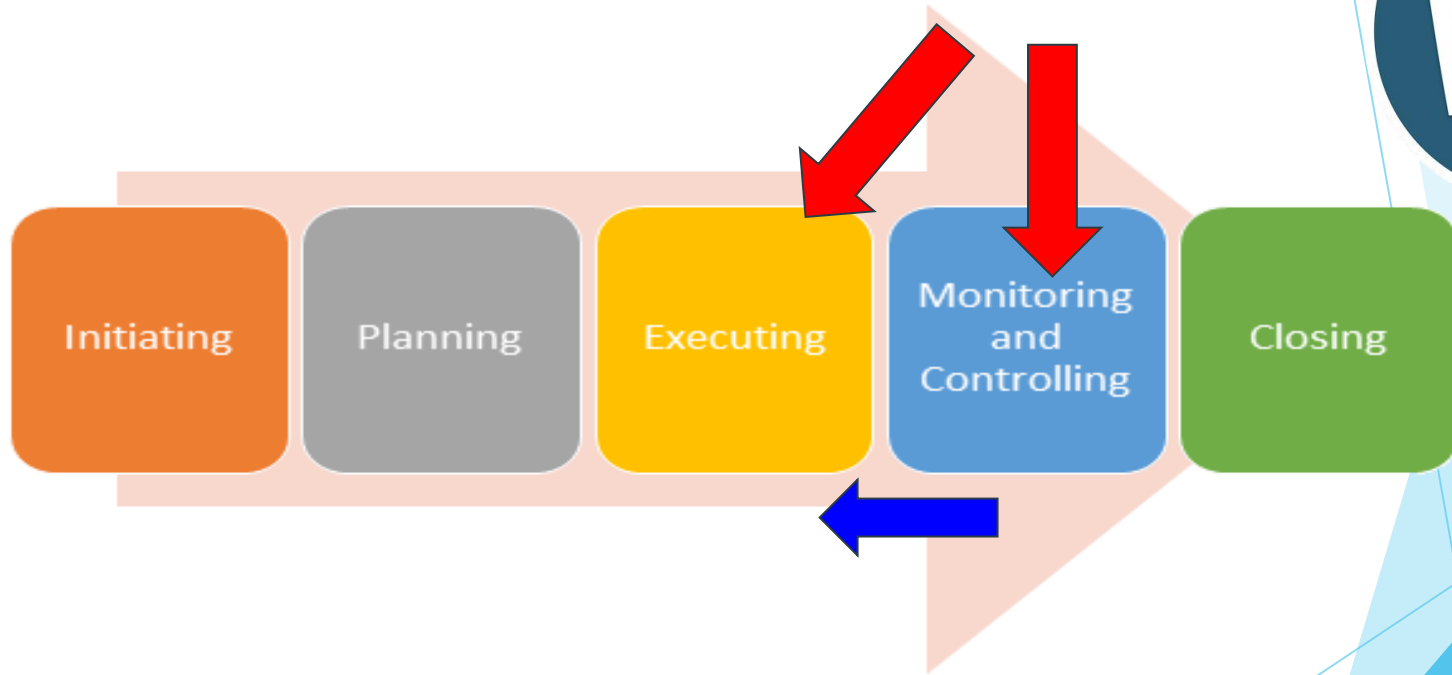 Initiating
Planning
Executing
Monitoring
and
Controlling
Closing